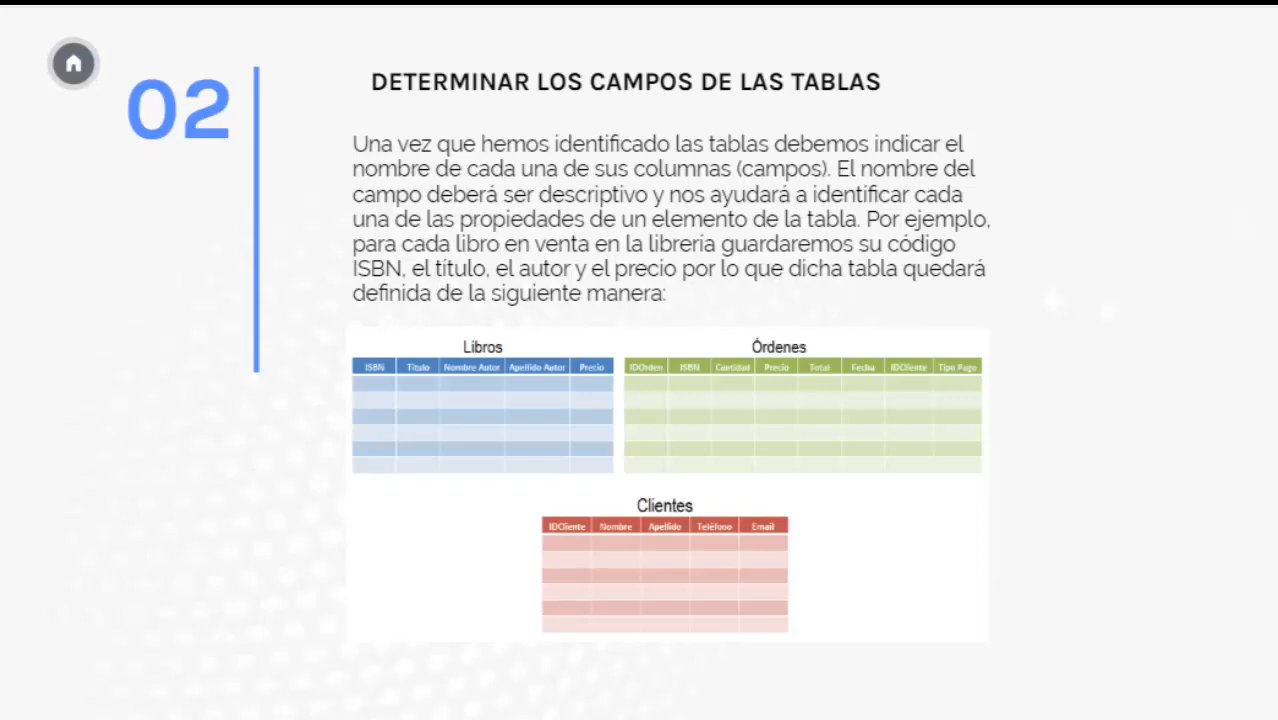 02
DETERMINAR LOS CAMPOS DE LAS TABLAS
Una vez que hemos identificado las tablas debemos indicar el
nombre de cada una de sus columnas (campos). El nombre del
campo deberá ser descriptivo y nos ayudará a identificar cada
una de las propiedades de un elemento de la tabla. Por ejemplo,
para cada libro en venta en la librería guardaremos su código
ISBN, el título, el autor y el precio por lo que dicha tabla quedará
definida de la siguiente manera:
Libros
ISBN Titulo Nombre Autor Apellido Autor Precio
Órdenes
IDOrden ISBN Cantidad Precio Total Fecha IDCliente Tipo Pago
Clientes
IDCliente Nombre Apellido Teléfono Email